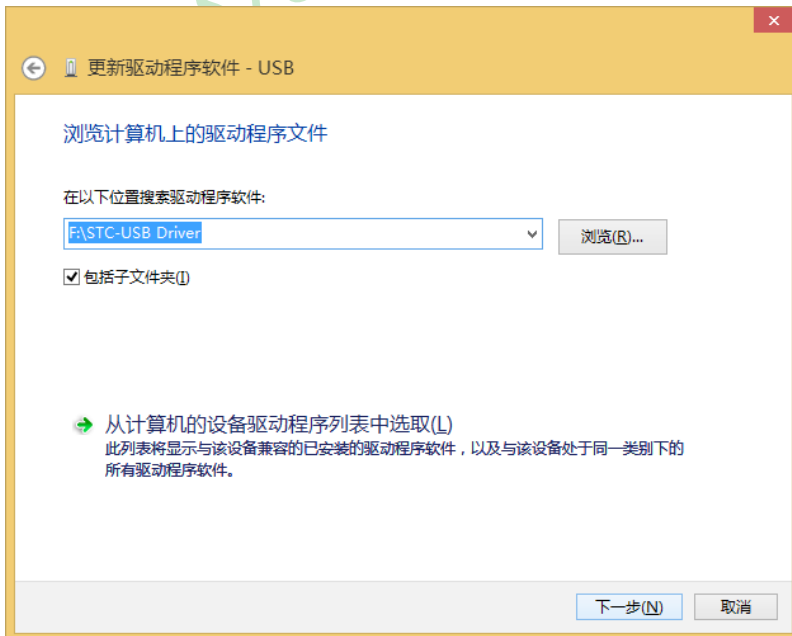 更新驱动程序软件 - USB
浏览计算机上的驱动程序文件
在以下位置搜索驱动程序软件:
F:\STC-USB Driver
浏览(R)...
包括子文件夹(I)
从计算机的设备驱动程序列表中选取(L)
此列表将显示与该设备兼容的已安装的驱动程序软件，以及与该设备处于同一类别下的
所有驱动程序软件。
下一步(N)
取消